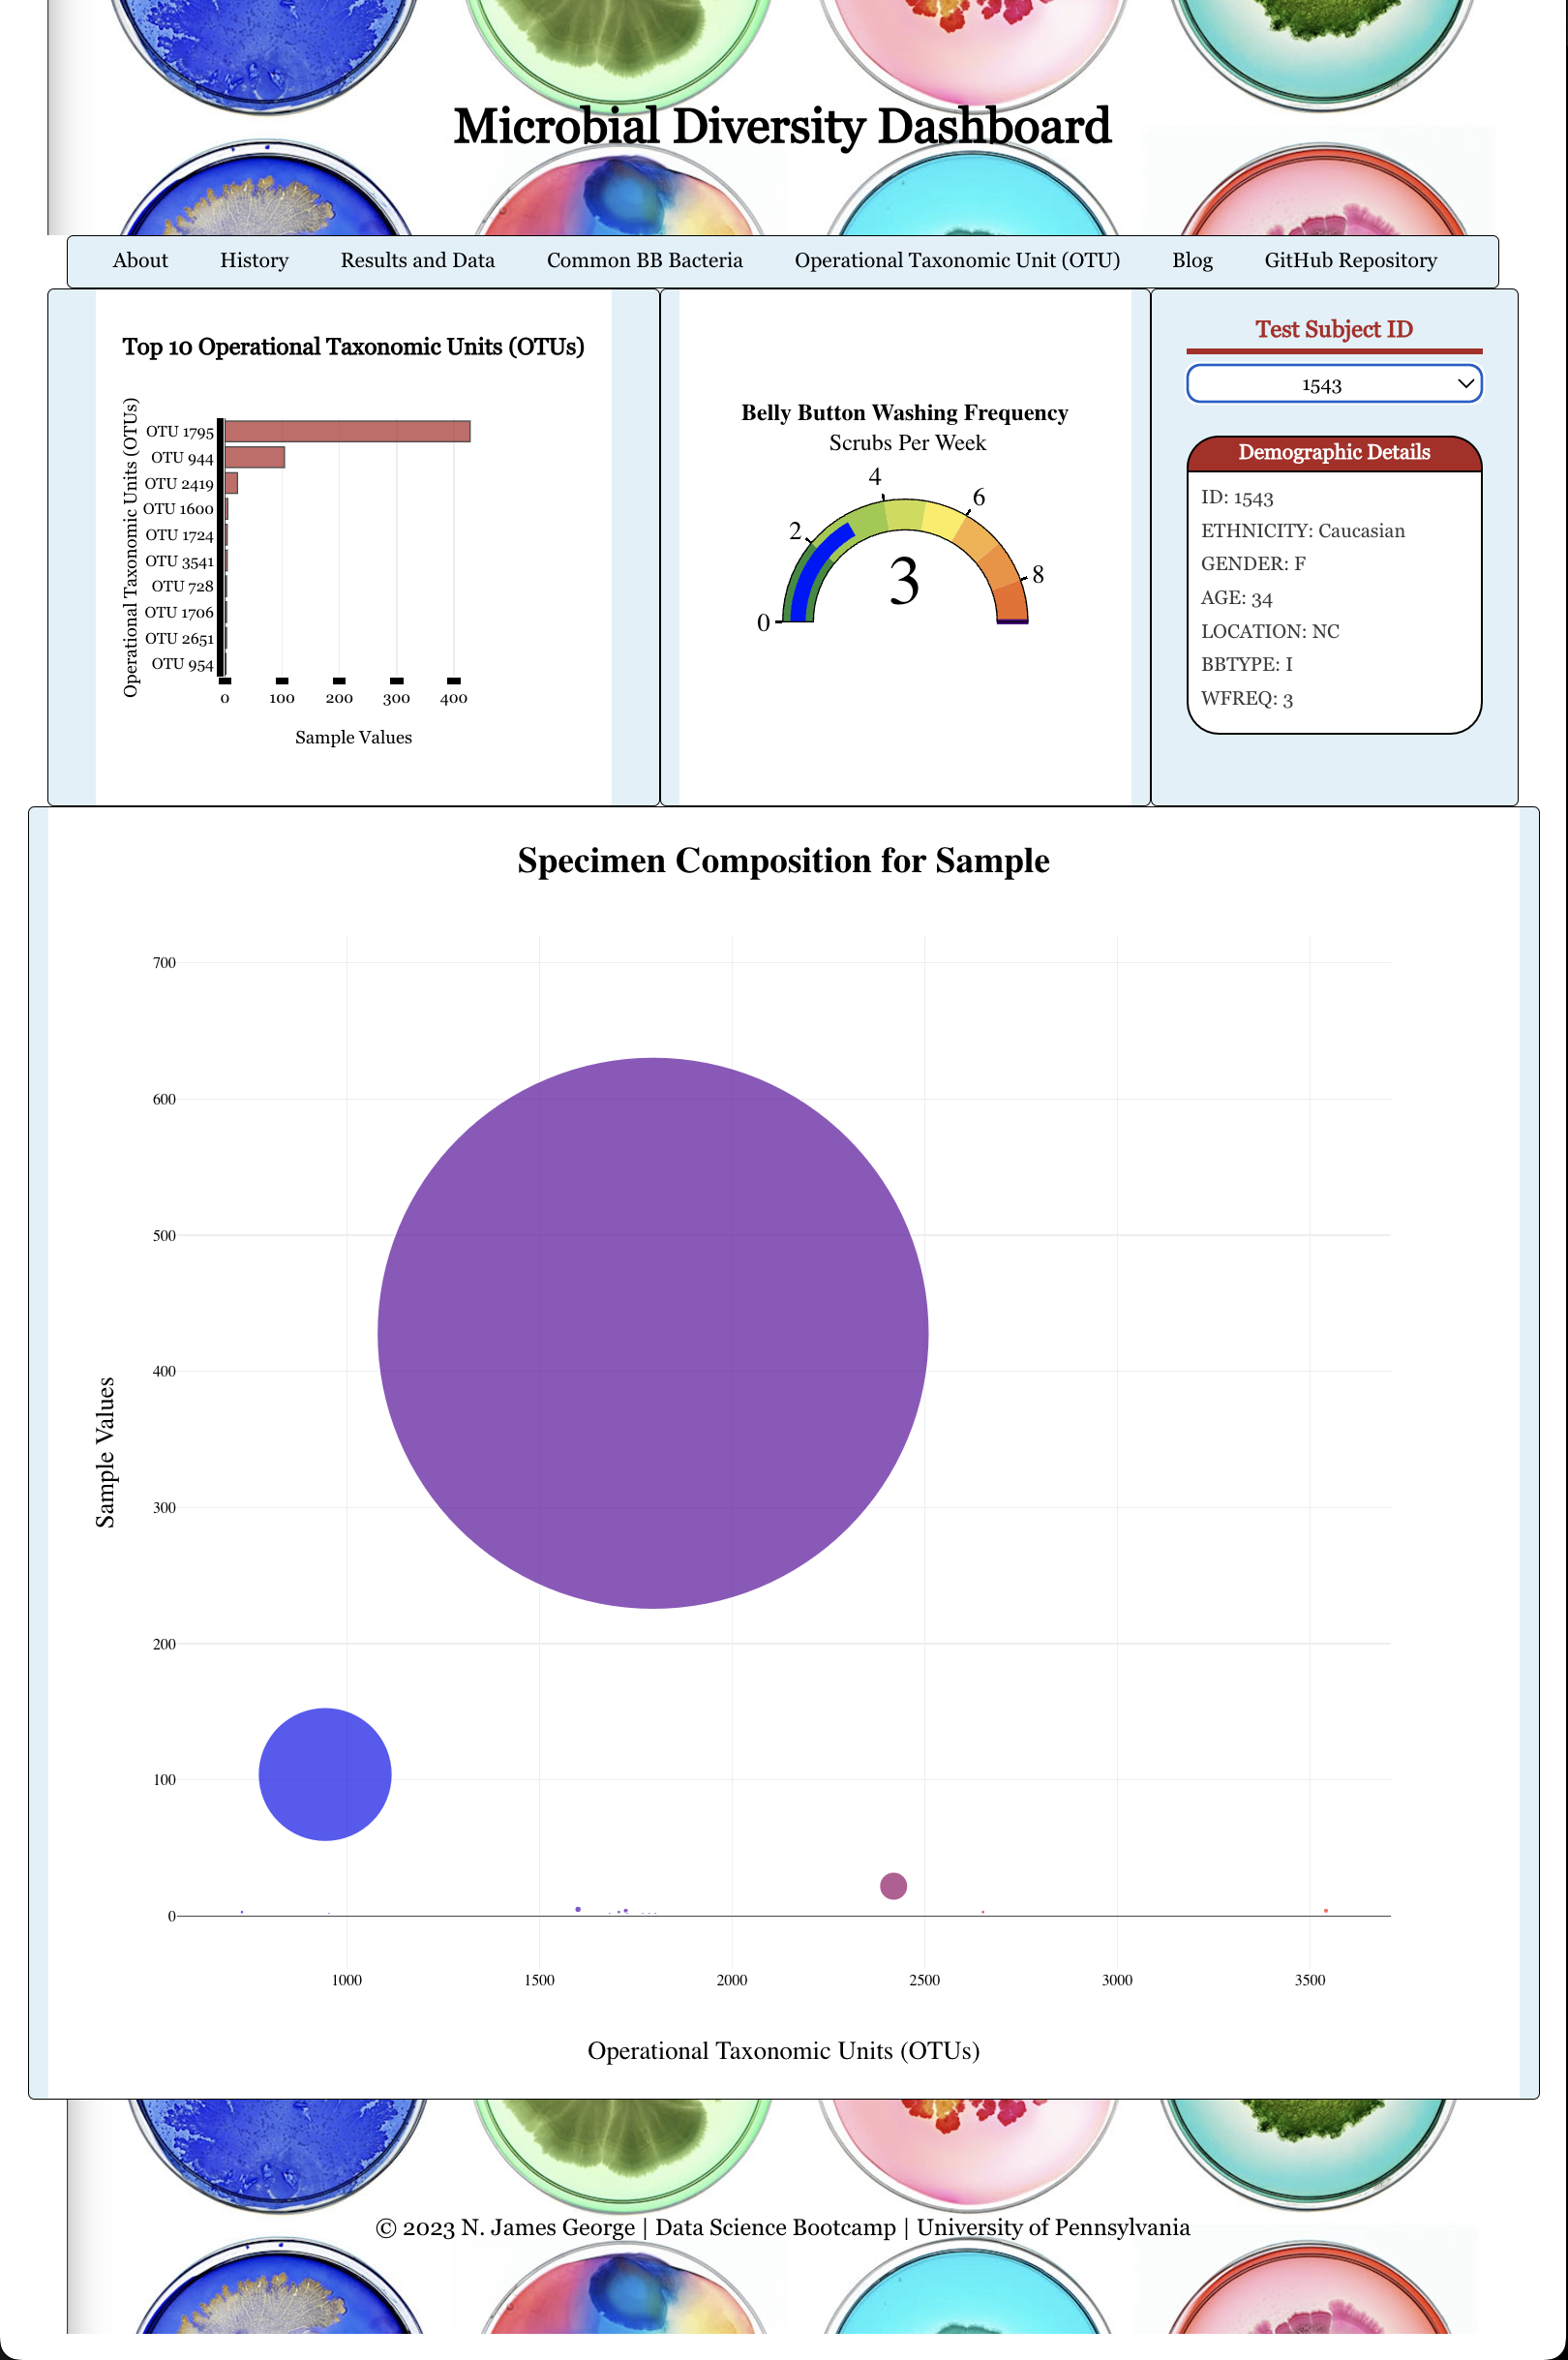 Microbial Diversity Dashboard
About History Results and Data Common BB Bacteria Operational Taxonomic Unit (OTU) Blog GitHub Repository
Top 10 Operational Taxonomic Units (OTUs)
Operational Taxonomic Units (OTUs)
OTU 1795
OTU 944
OTU 2419
OTU 1600
OTU 1724
OTU 3541
OTU 728
OTU 1706
OTU 2651
OTU 954
0 100 200 300 400
Sample Values
Belly Button Washing Frequency
Scrubs Per Week
0 2 4 6 8
3
Test Subject ID
1543
Demographic Details
ID: 1543
ETHNICITY: Caucasian
GENDER: F
AGE: 34
LOCATION: NC
BBTYPE: I
WFREQ: 3
Specimen Composition for Sample
Sample Values
700
600
500
400
300
200
100
0
1000 1500 2000 2500 3000 3500
Operational Taxonomic Units (OTUs)
© 2023 N. James George | Data Science Bootcamp | University of Pennsylvania